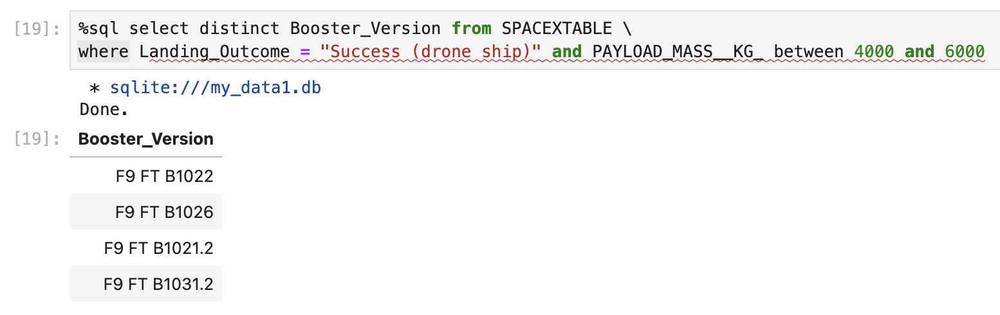 [19]: %sql select distinct Booster_Version from SPACEXTABLE \
where Landing_Outcome = "Success (drone ship)" and PAYLOAD_MASS__KG_ between 4000 and 6000
* sqlite:///my_data1.db
Done.
[19]: Booster_Version
F9 FT B1022
F9 FT B1026
F9 FT B1021.2
F9 FT B1031.2